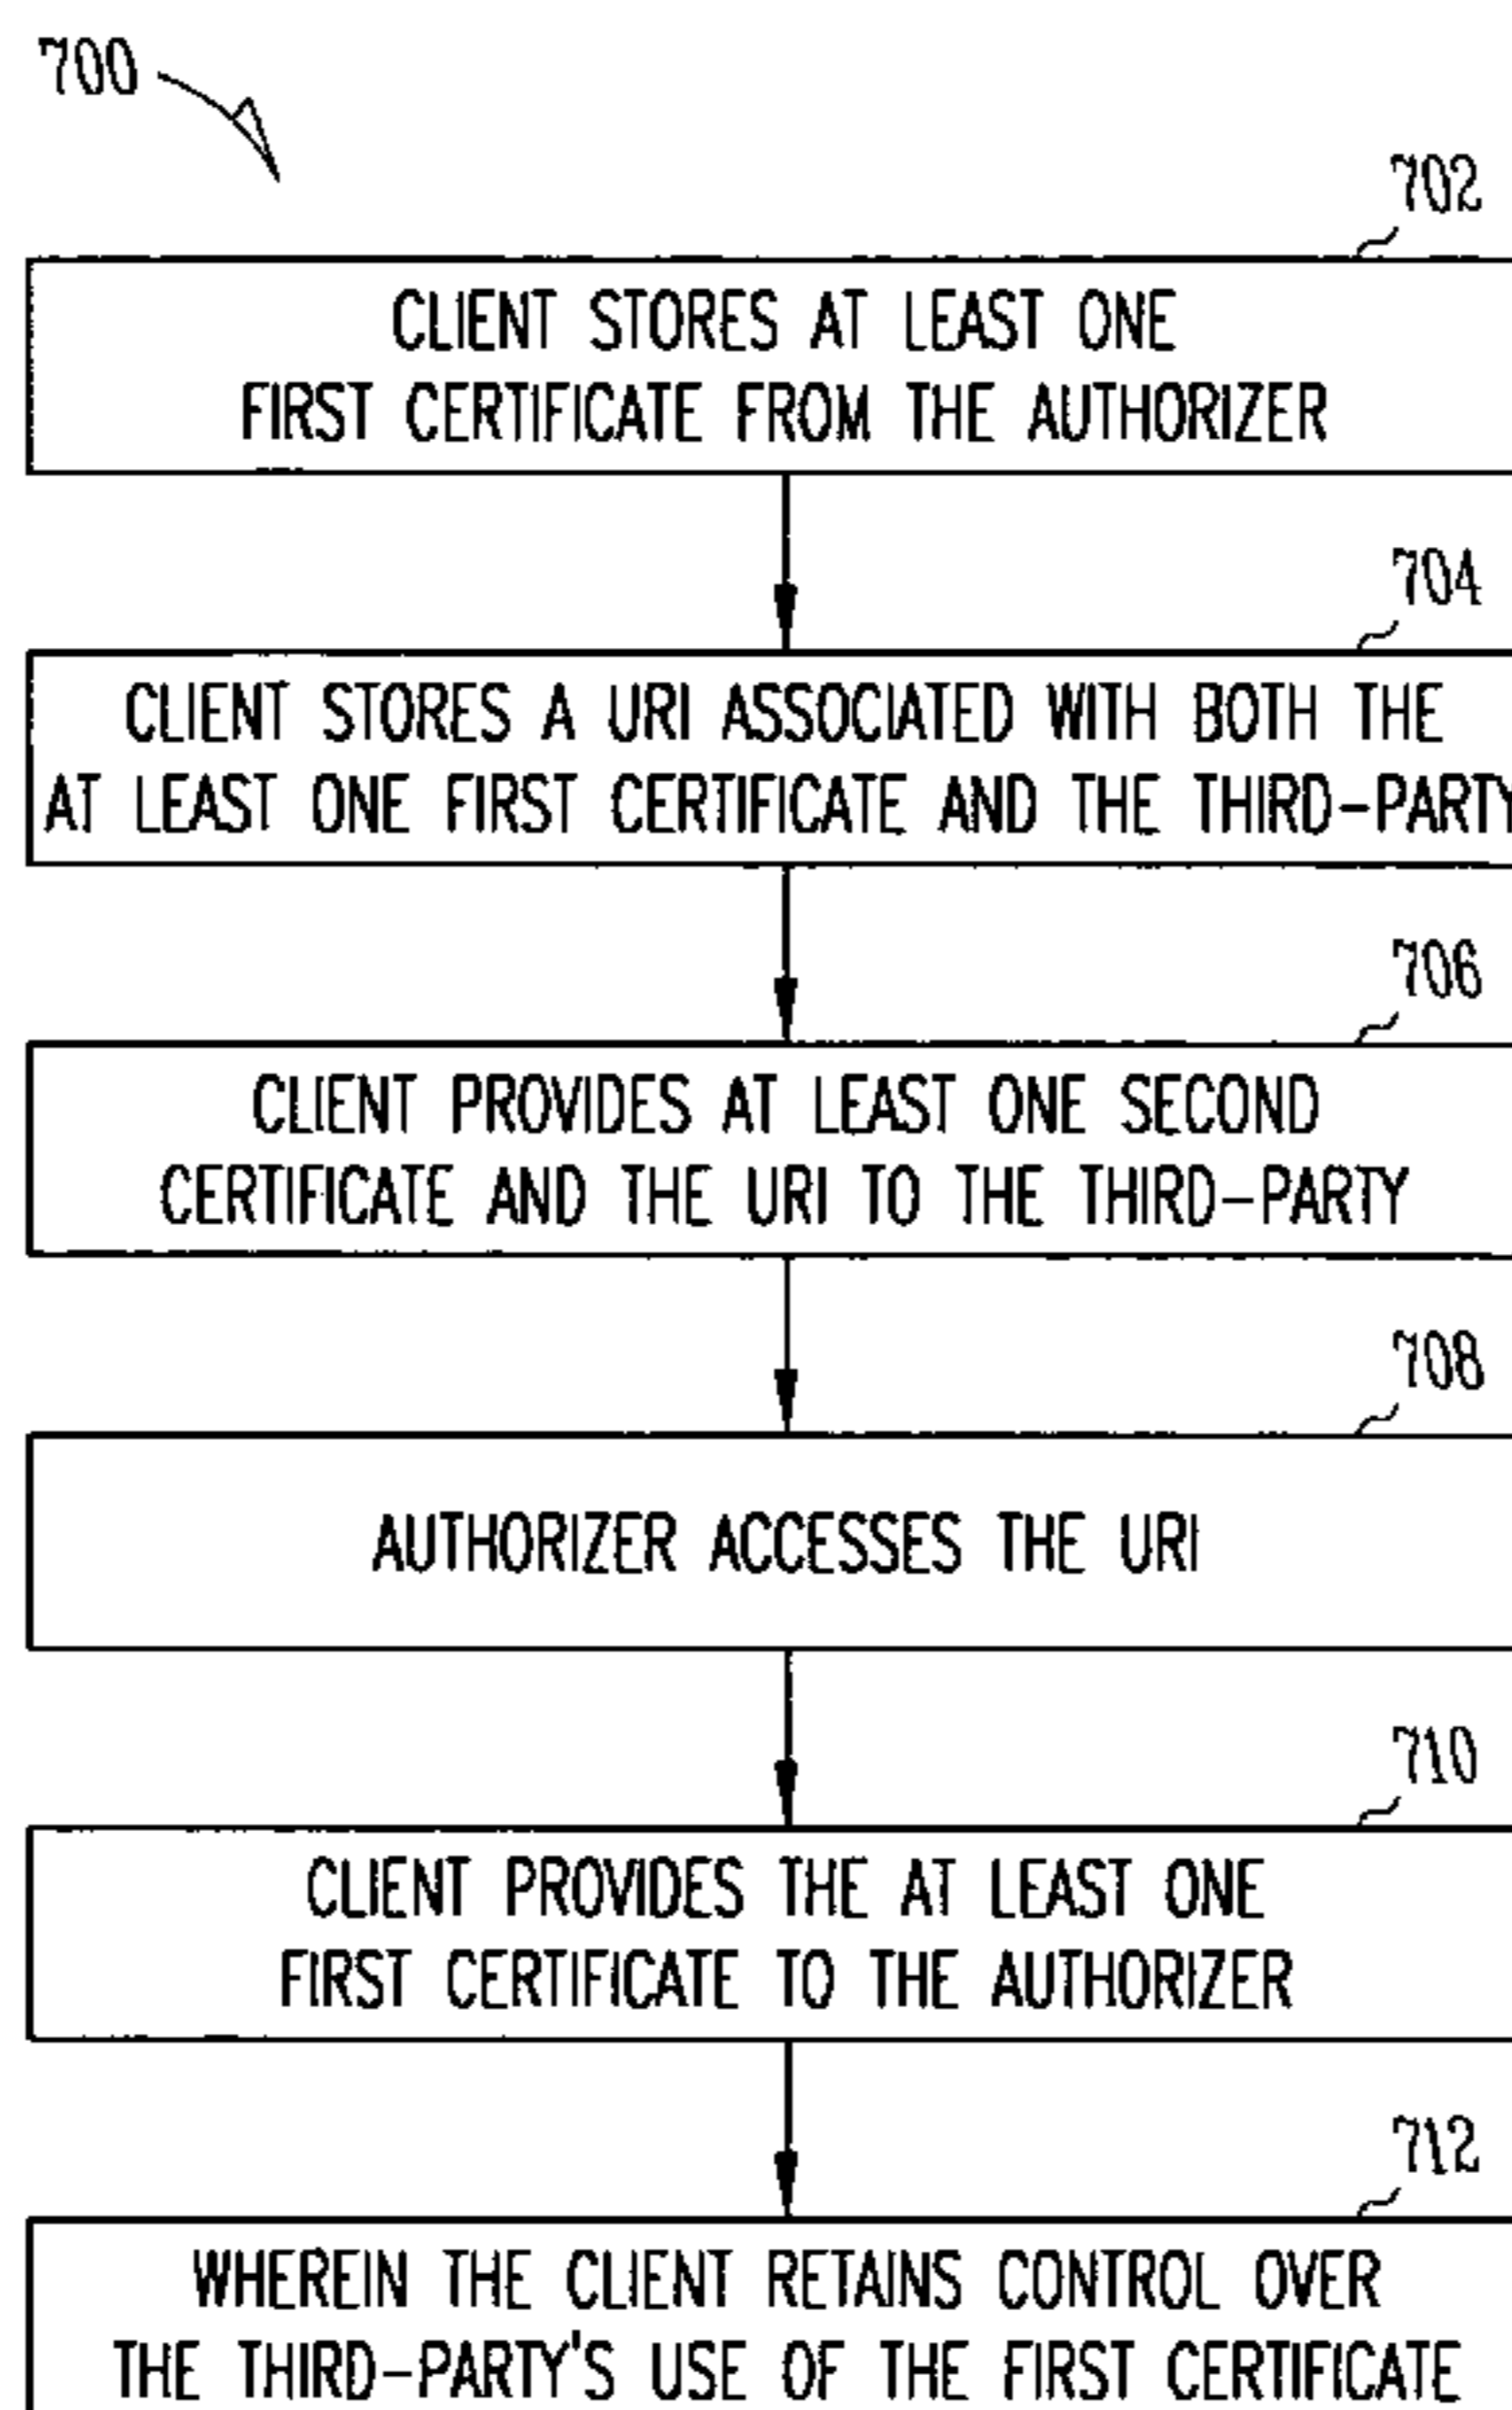 700
702
CLIENT STORES AT LEAST ONE
FIRST CERTIFICATE FROM THE AUTHORIZER
704
CLIENT STORES A URI ASSOCIATED WITH BOTH THE
AT LEAST ONE FIRST CERTIFICATE AND THE THIRD-PARTY
706
CLIENT PROVIDES AT LEAST ONE SECOND
CERTIFICATE AND THE URI TO THE THIRD-PARTY
708
AUTHORIZER ACCESSES THE URI
710
CLIENT PROVIDES THE AT LEAST ONE
FIRST CERTIFICATE TO THE AUTHORIZER
712
WHEREIN THE CLIENT RETAINS CONTROL OVER
THE THIRD-PARTY'S USE OF THE FIRST CERTIFICATE